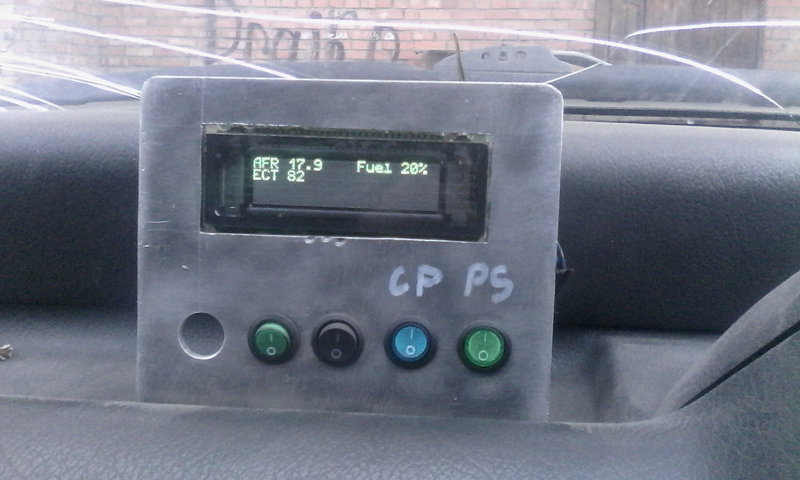 AFR 17.9 Fuel 20%
ECT 82
CP PS